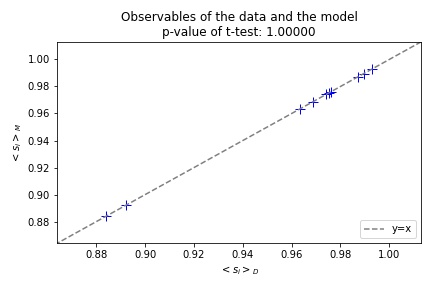 Observables of the data and the model
p-value of t-test: 1.00000
1.00
0.98
0.96
0.94
0.92
0.90
0.88
< s_i >_M
0.88 0.90 0.92 0.94 0.96 0.98 1.00
< s_i >_D
y=x